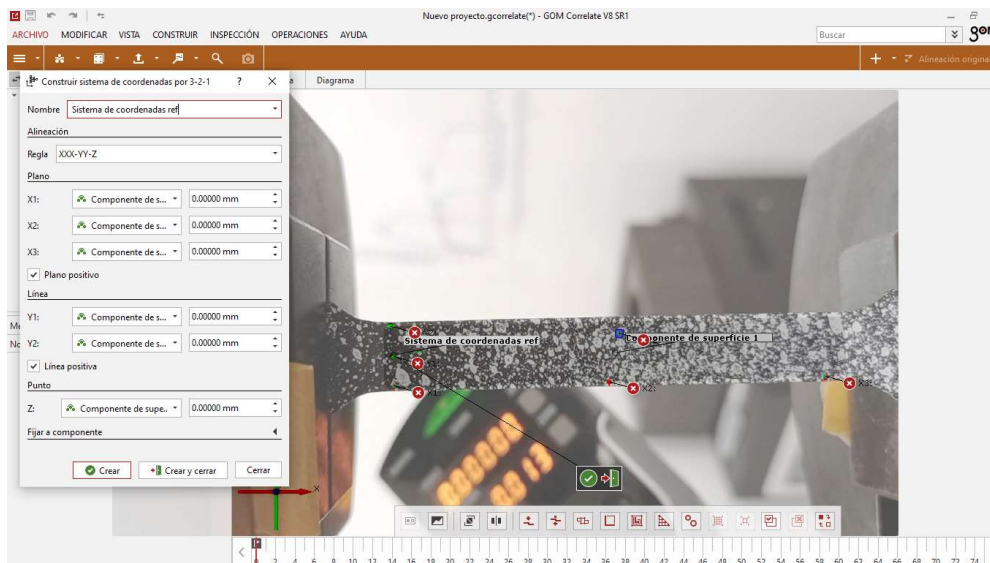 Nuevo proyecto.gcorrelate(*) - GOM Correlate V8 SR1
ARCHIVO MODIFICAR VISTA CONSTRUIR INSPECCIÓN OPERACIONES AYUDA
Buscar
Alineación origina
Construir sistema de coordenadas por 3-2-1 ?
Diagrama
Nombre Sistema de coordenadas ref
Alineación
Regla XXX-YY-Z
Plano
X1: Componente de s... 0.00000 mm
X2: Componente de s... 0.00000 mm
X3: Componente de s... 0.00000 mm
Plano positivo
Línea
Y1: Componente de s... 0.00000 mm
Y2: Componente de s... 0.00000 mm
Línea positiva
Punto
Z: Componente de supe.. 0.00000 mm
Fijar a componente
Crear Crear y cerrar Cerrar
Sistema de coordenadas ref
Componente de superficie 1
X1:
X2:
X3:
X
0 2 4 6 8 10 12 14 16 18 20 22 24 26 28 30 32 34 36 38 40 42 44 46 48 50 52 54 56 58 60 62 64 66 68 70 72 74